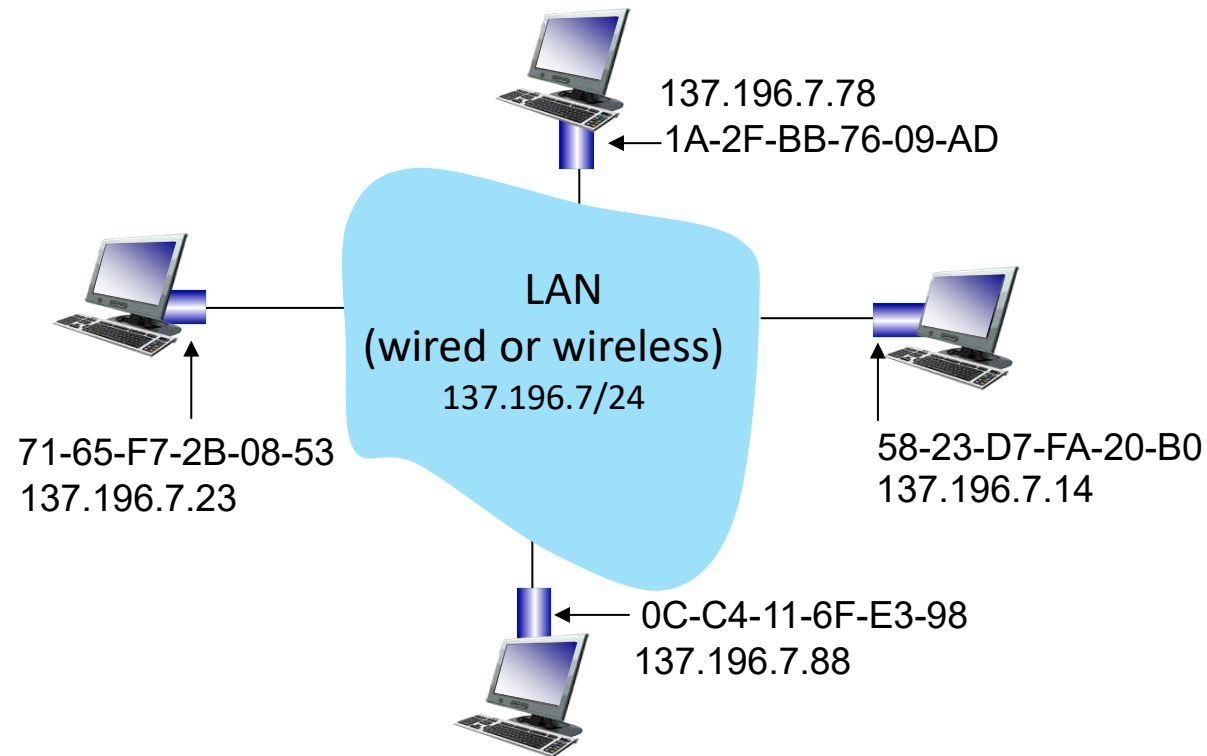 137.196.7.78
1A-2F-BB-76-09-AD
LAN
(wired or wireless)
137.196.7/24
71-65-F7-2B-08-53
137.196.7.23
58-23-D7-FA-20-B0
137.196.7.14
0C-C4-11-6F-E3-98
137.196.7.88